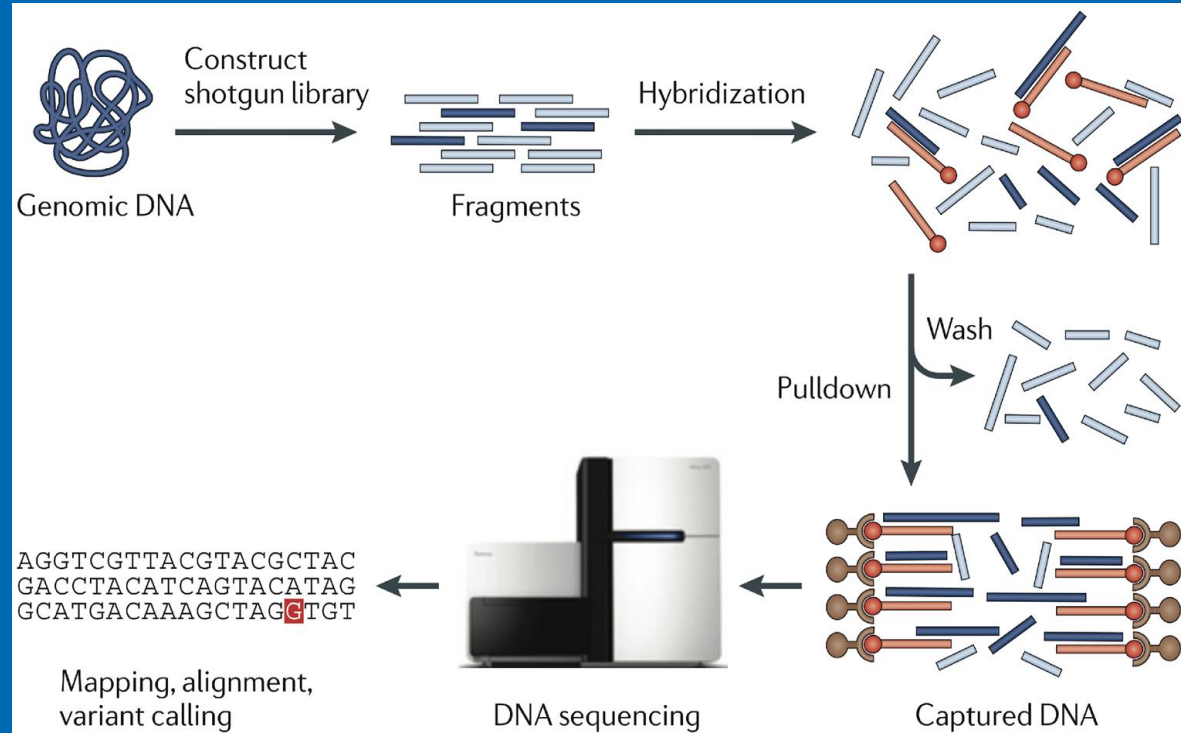 Construct
shotgun library
Hybridization
Genomic DNA
Fragments
Wash
Pulldown
AGGTCGTTACGTACGCTAC
GACCTACATCAGTACATAG
GCATGACAAAGCTAGGTGT
Mapping, alignment,
variant calling
DNA sequencing
Captured DNA